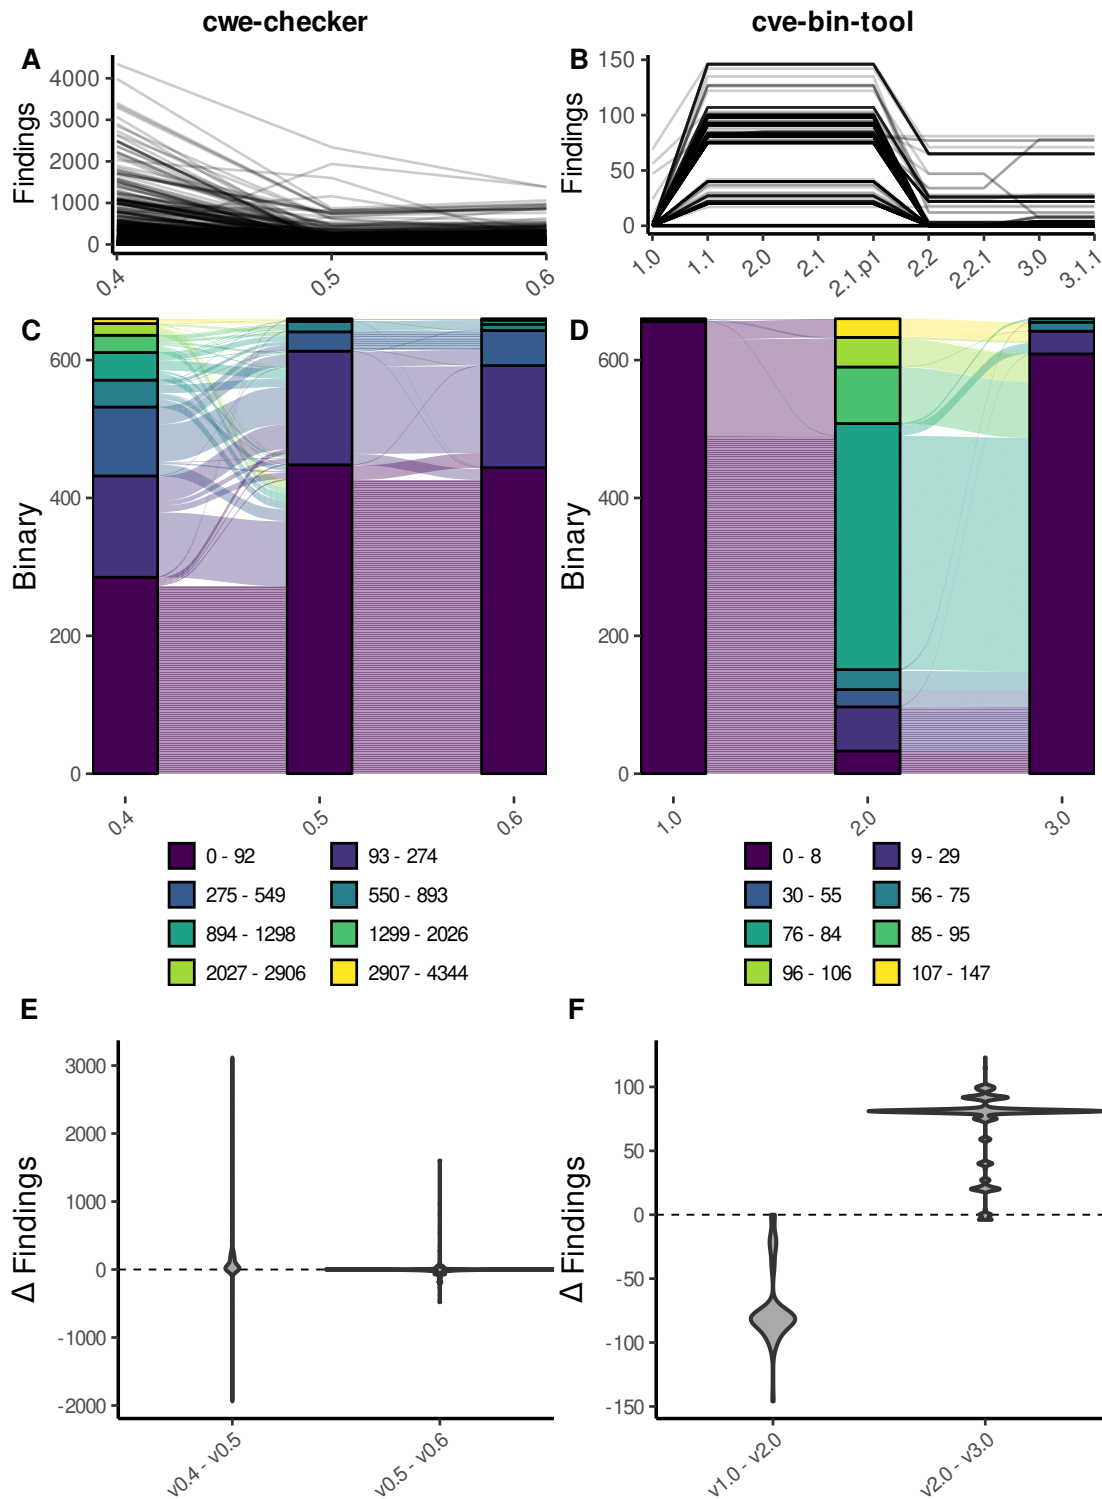 cwe-checker
cve-bin-tool
A
Findings
4000
3000
2000
1000
0
0.4
0.5
0.6
B
Findings
150
100
50
0
1.0
1.1
2.0
2.1
2.1.p1
2.2
2.2.1
3.0
3.1.1
C
Binary
600
400
200
0
0.4
0.5
0.6
0 - 92
93 - 274
275 - 549
550 - 893
894 - 1298
1299 - 2026
2027 - 2906
2907 - 4344
D
Binary
600
400
200
0
1.0
2.0
3.0
0 - 8
9 - 29
30 - 55
56 - 75
76 - 84
85 - 95
96 - 106
107 - 147
E
Δ Findings
3000
2000
1000
0
-1000
-2000
v0.4 - v0.5
v0.5 - v0.6
F
Δ Findings
100
50
0
-50
-100
-150
v1.0 - v2.0
v2.0 - v3.0